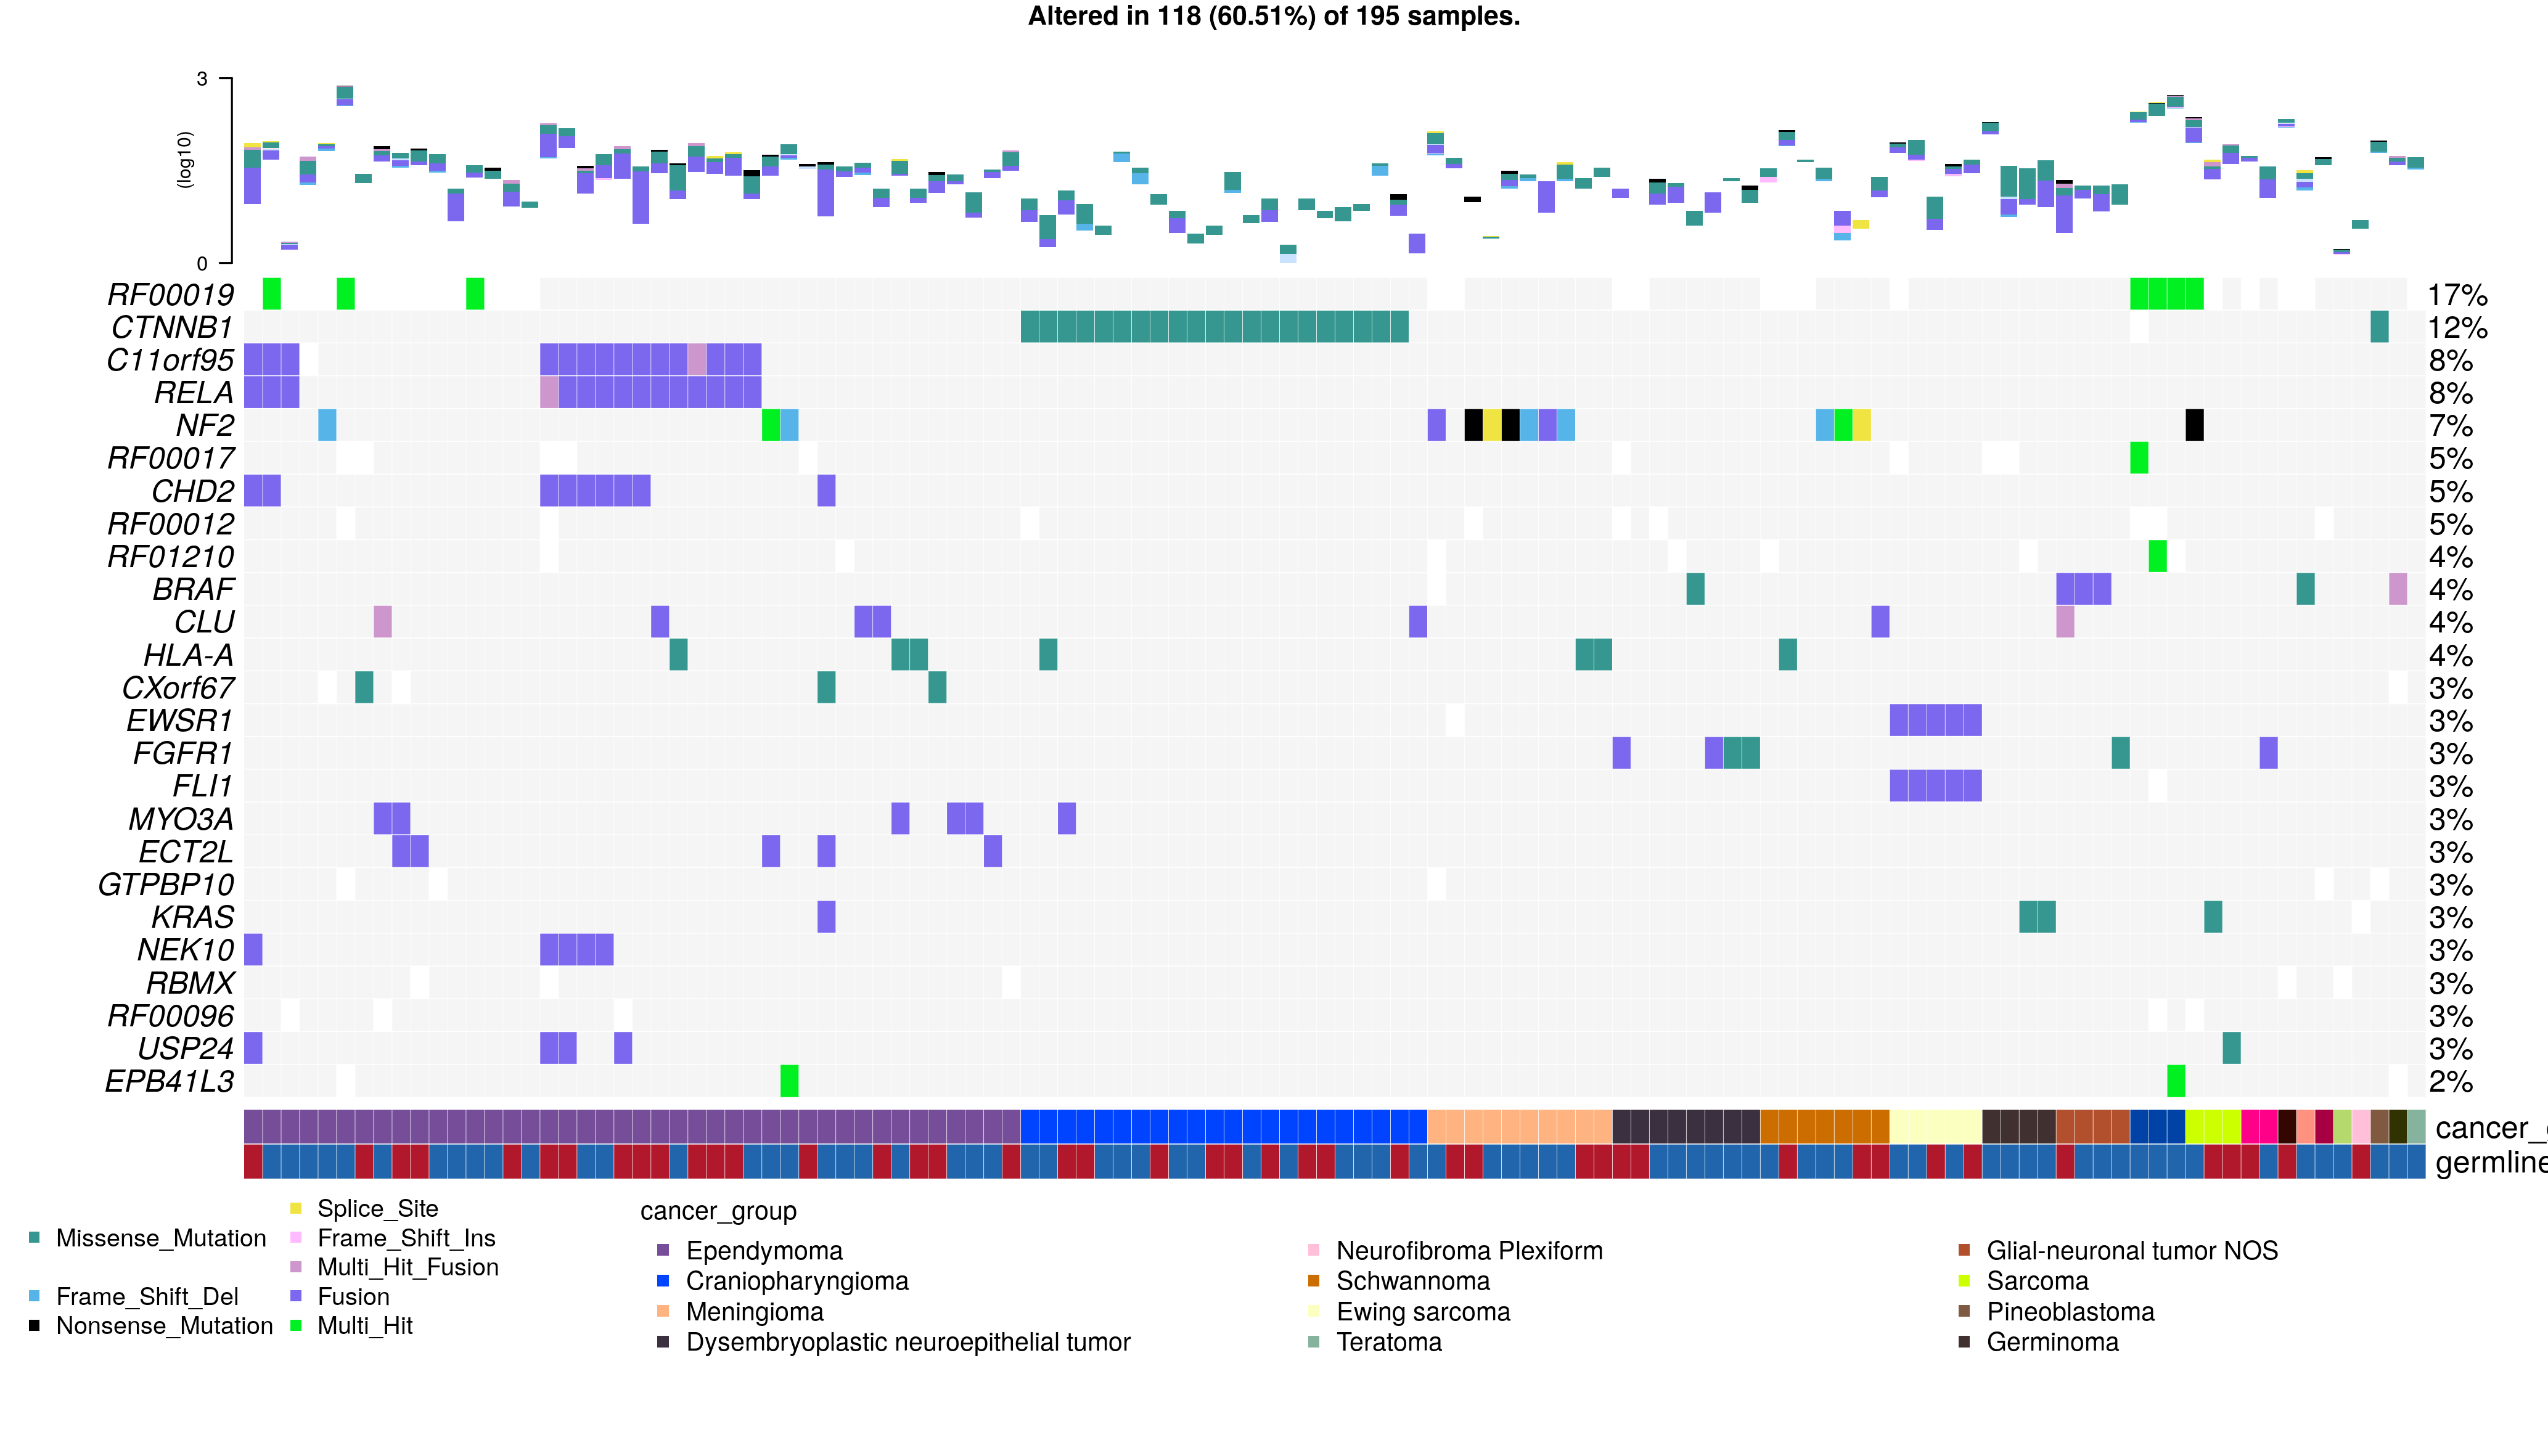 Altered in 118 (60.51%) of 195 samples.
3
(log10)
0
RF00019 17%
CTNNB1 12%
C11orf95 8%
RELA 8%
NF2 7%
RF00017 5%
CHD2 5%
RF00012 5%
RF01210 4%
BRAF 4%
CLU 4%
HLA-A 4%
CXorf67 3%
EWSR1 3%
FGFR1 3%
FLI1 3%
MYO3A 3%
ECT2L 3%
GTPBP10 3%
KRAS 3%
NEK10 3%
RBMX 3%
RF00096 3%
USP24 3%
EPB41L3 2%
cancer_
germline
Missense_Mutation
Frame_Shift_Del
Nonsense_Mutation
Splice_Site
Frame_Shift_Ins
Multi_Hit_Fusion
Fusion
Multi_Hit
cancer_group
Ependymoma
Craniopharyngioma
Meningioma
Dysembryoplastic neuroepithelial tumor
Neurofibroma Plexiform
Schwannoma
Ewing sarcoma
Teratoma
Glial-neuronal tumor NOS
Sarcoma
Pineoblastoma
Germinoma